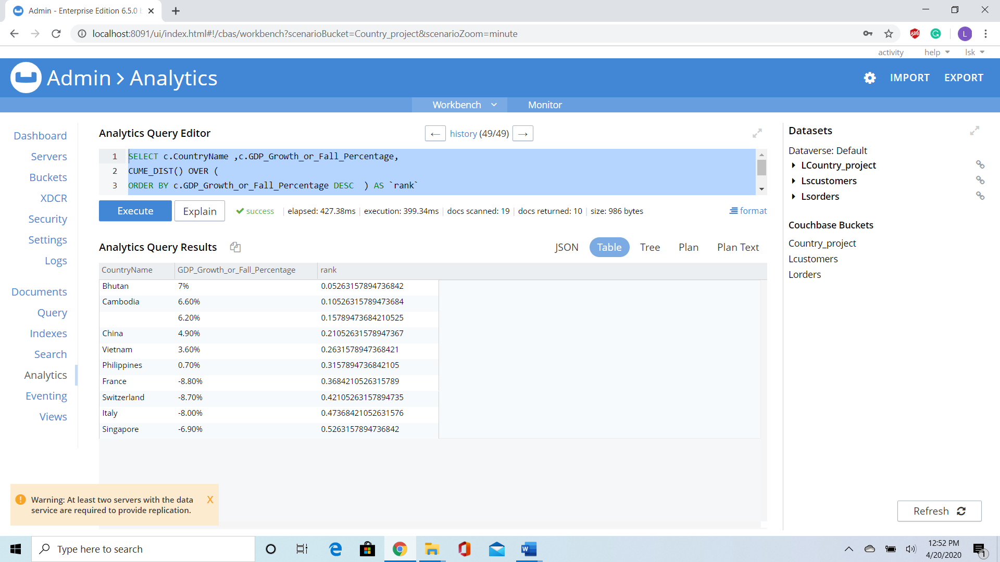 Admin - Enterprise Edition 6.5.0
localhost:8091/ui/index.html#!/cbas/workbench?scenarioBucket=Country_project&scenarioZoom=minute
L
activity help lsk
Admin > Analytics
IMPORT EXPORT
Workbench Monitor
Dashboard
Servers
Buckets
XDCR
Security
Settings
Logs
Documents
Query
Indexes
Search
Analytics
Eventing
Views
Analytics Query Editor
← history (49/49) →
1 SELECT c.CountryName ,c.GDP_Growth_or_Fall_Percentage,
2 CUME_DIST() OVER (
3 ORDER BY c.GDP_Growth_or_Fall_Percentage DESC ) AS `rank`
Execute Explain success elapsed: 427.38ms | execution: 399.34ms | docs scanned: 19 | docs returned: 10 | size: 986 bytes format
Analytics Query Results
JSON Table Tree Plan Plan Text
CountryName GDP_Growth_or_Fall_Percentage rank
Bhutan 7% 0.05263157894736842
Cambodia 6.60% 0.10526315789473684
6.20% 0.15789473684210525
China 4.90% 0.21052631578947367
Vietnam 3.60% 0.2631578947368421
Philippines 0.70% 0.3157894736842105
France -8.80% 0.3684210526315789
Switzerland -8.70% 0.42105263157894735
Italy -8.00% 0.47368421052631576
Singapore -6.90% 0.5263157894736842
Datasets
Dataverse: Default
LCountry_project
Lscustomers
Lsorders
Couchbase Buckets
Country_project
Lcustomers
Lorders
Warning: At least two servers with the data
service are required to provide replication.
X
Refresh
Type here to search
12:52 PM
4/20/2020
1